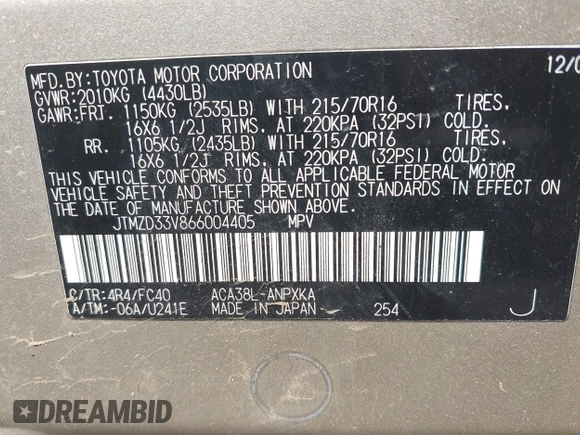 MFD.BY:TOYOTA MOTOR CORPORATION 12/0
GVWR:2010KG (4430LB)
GAWR:FRT. 1150KG (2535LB) WITH 215/70R16 TIRES,
16X6 1/2J RIMS. AT 220KPA (32PSI) COLD.
RR. 1105KG (2435LB) WITH 215/70R16 TIRES,
16X6 1/2J RIMS. AT 220KPA (32PSI) COLD.
THIS VEHICLE CONFORMS TO ALL APPLICABLE FEDERAL MOTOR
VEHICLE SAFETY AND THEFT PREVENTION STANDARDS IN EFFECT ON
THE DATE OF MANUFACTURE SHOWN ABOVE.
JTMZD33V866004405 MPV
C/TR:4R4/FC40 ACA38L-ANPXKA
A/TM:-06A/U241E MADE IN JAPAN- 254 J
DREAMBID